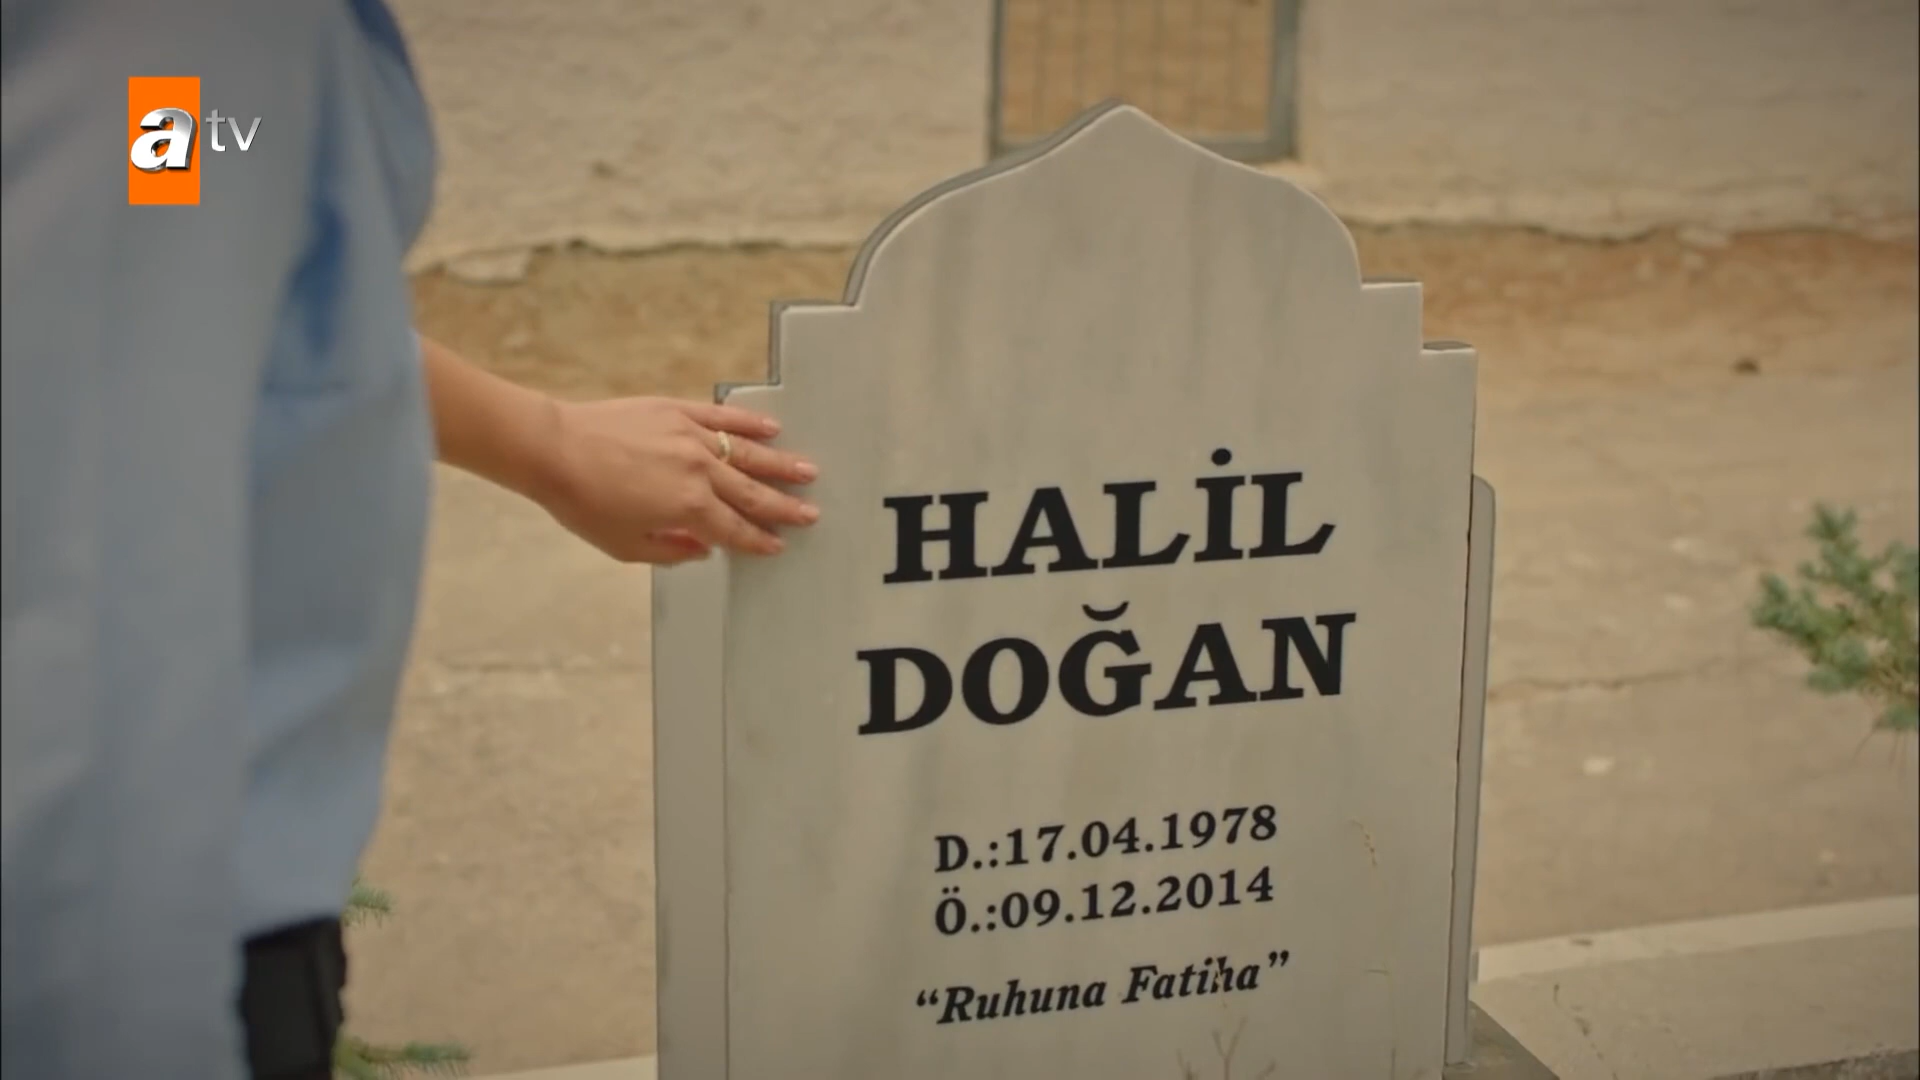 atv
HALİL
DOĞAN
D.:17.04.1978
Ö.:09.12.2014
“Ruhuna Fatiha”